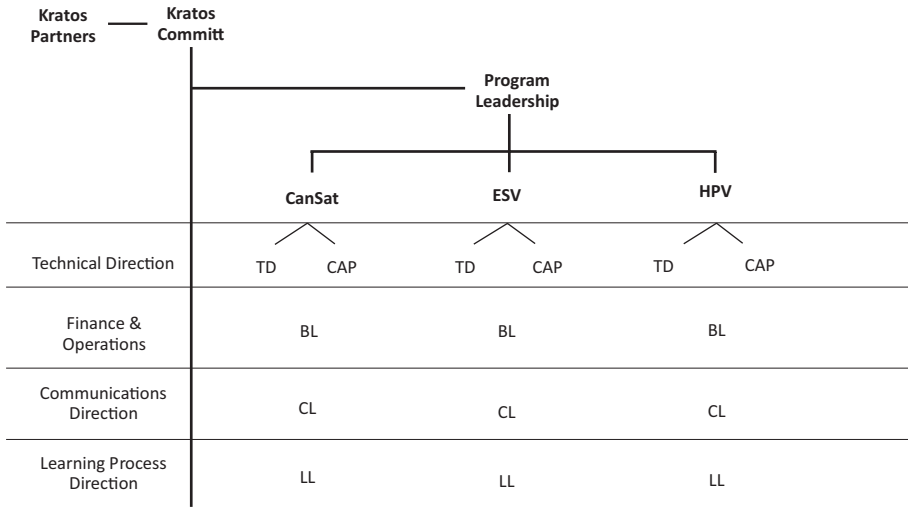 Kratos
Partners
Kratos
Committ
Program
Leadership
CanSat
ESV
HPV
Technical Direction
TD
CAP
TD
CAP
TD
CAP
Finance &
Operations
BL
BL
BL
Communications
Direction
CL
CL
CL
Learning Process
Direction
LL
LL
LL